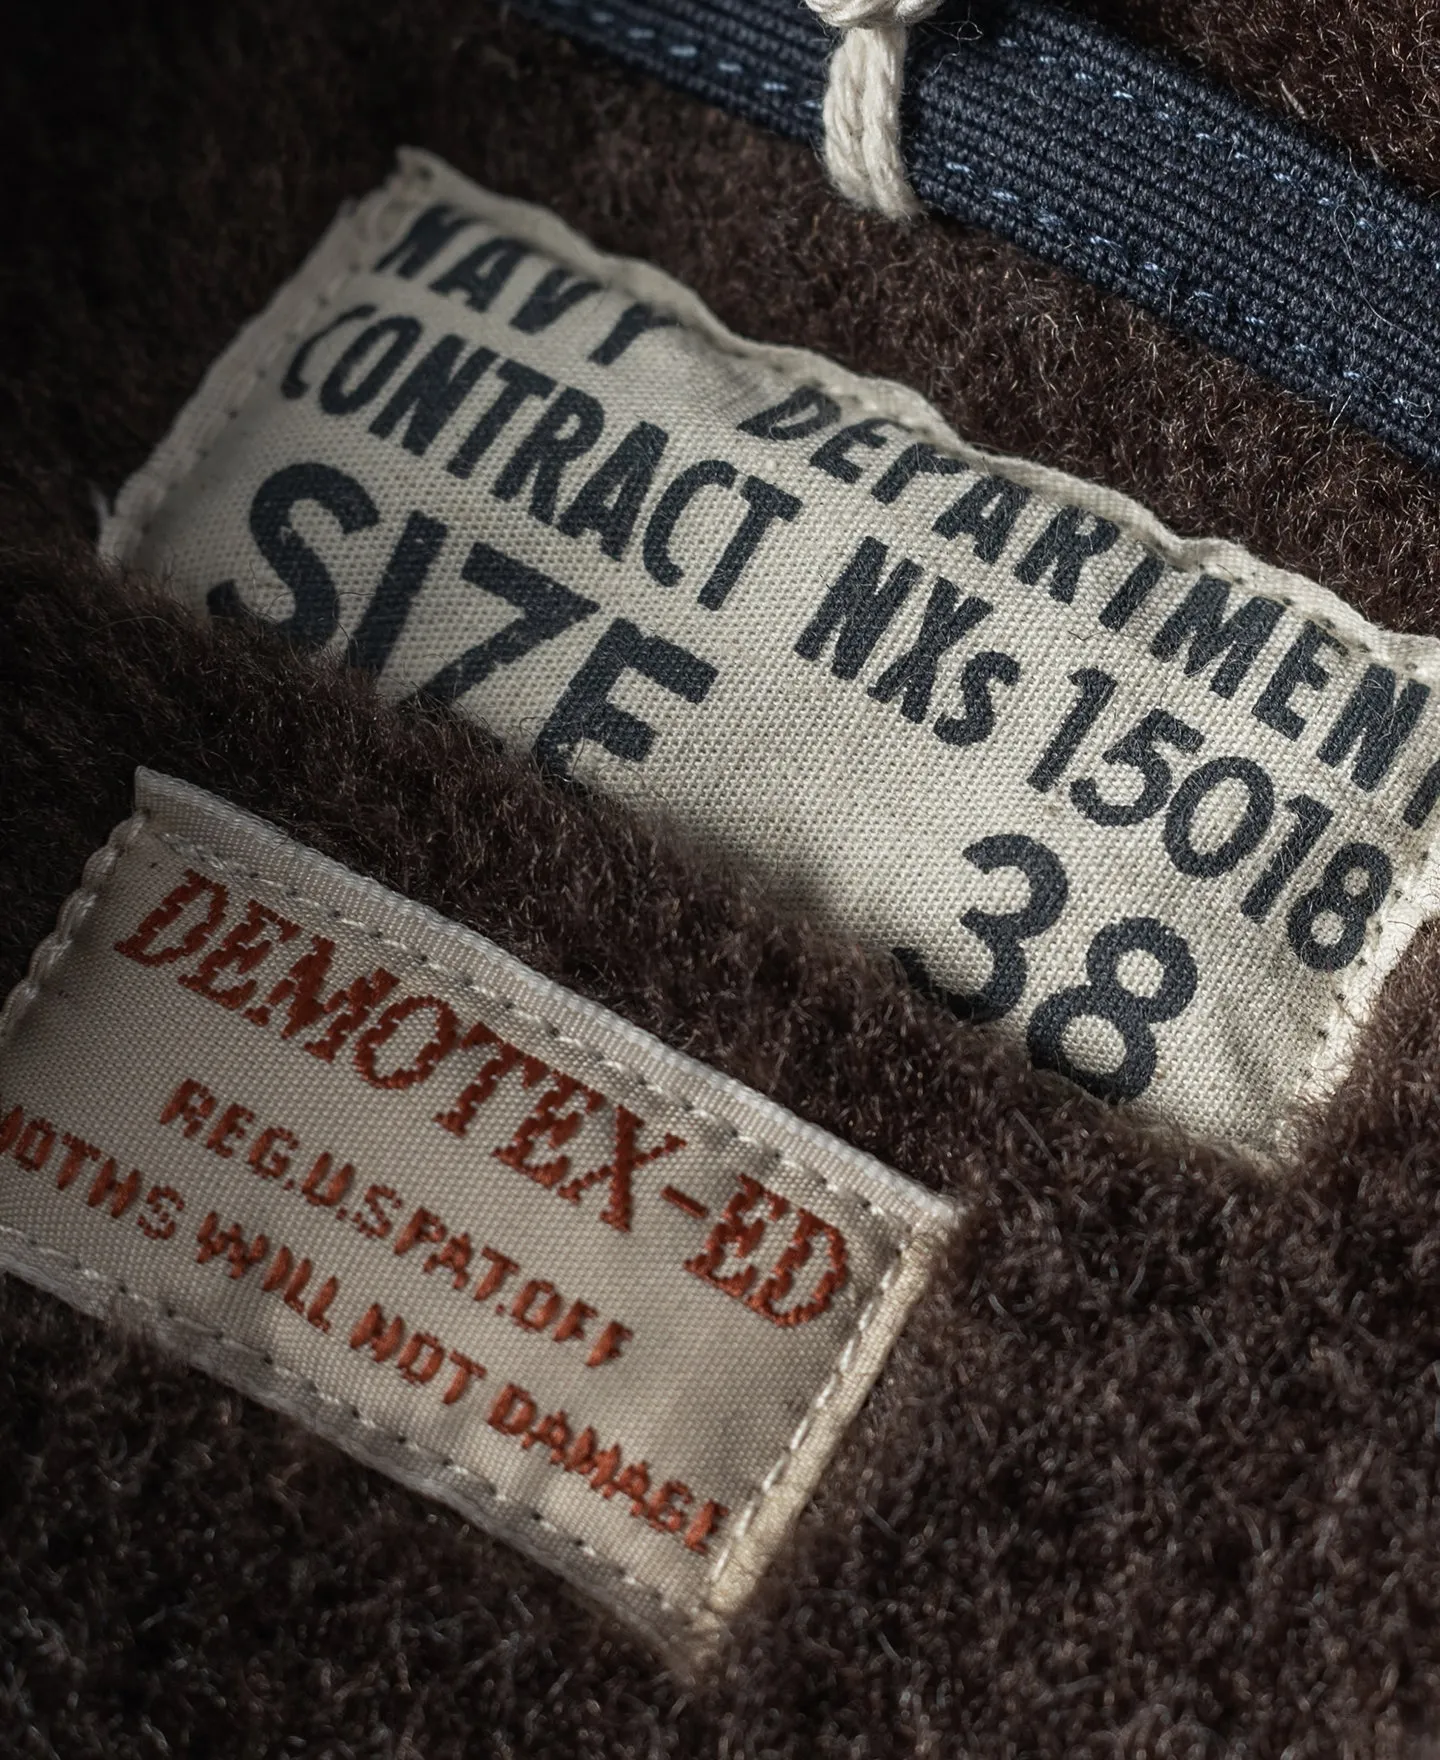 NAVY DEPARTMENT
CONTRACT NXS 15018
SIZE 38
DEMOTEX-ED
REG.U.S PAT.OFF
MOTHS WILL NOT DAMAGE